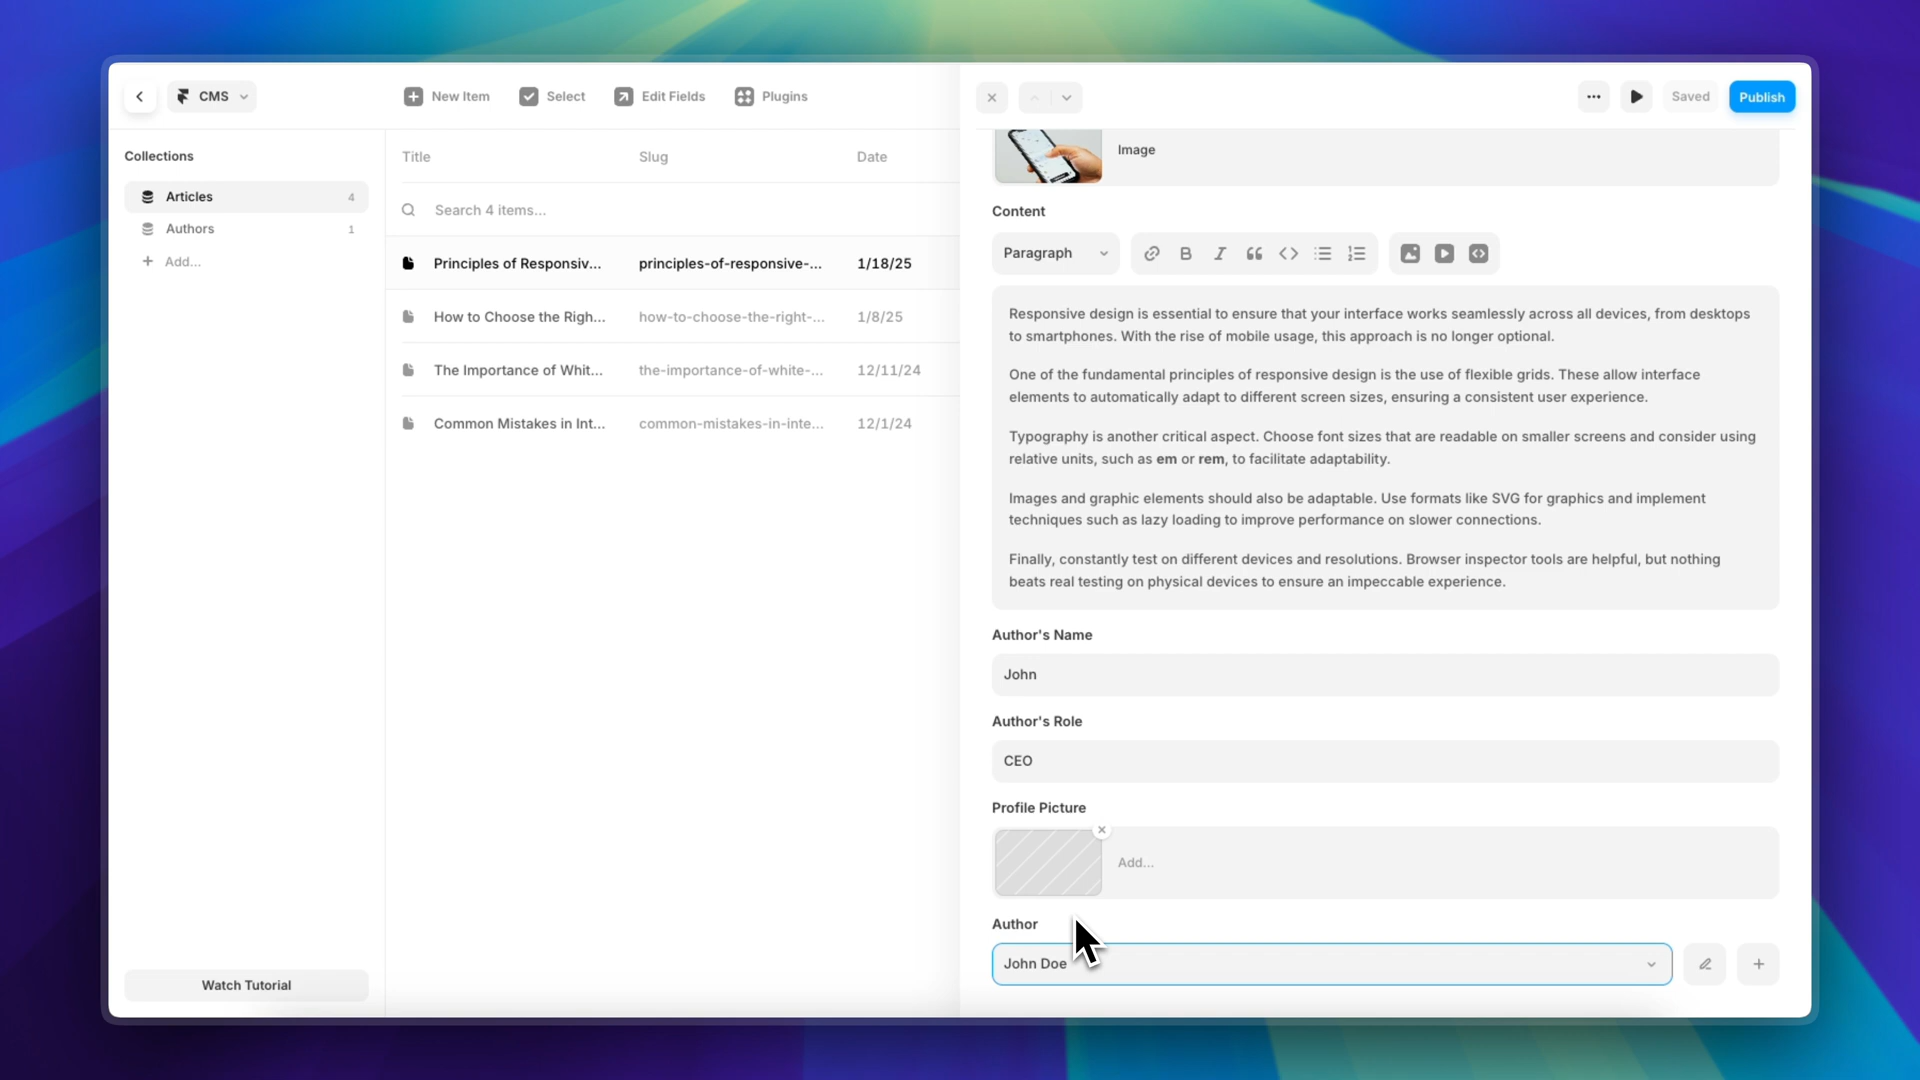 CMS
New Item
Select
Edit Fields
Plugins
Saved
Publish
Collections
Articles 4
Authors 1
Add...
Watch Tutorial
Title Slug Date
Search 4 items...
Principles of Responsiv... principles-of-responsive-... 1/18/25
How to Choose the Righ... how-to-choose-the-right-... 1/8/25
The Importance of Whit... the-importance-of-white-... 12/11/24
Common Mistakes in Int... common-mistakes-in-inte... 12/1/24
Image
Content
Paragraph
Responsive design is essential to ensure that your interface works seamlessly across all devices, from desktops
to smartphones. With the rise of mobile usage, this approach is no longer optional.
One of the fundamental principles of responsive design is the use of flexible grids. These allow interface
elements to automatically adapt to different screen sizes, ensuring a consistent user experience.
Typography is another critical aspect. Choose font sizes that are readable on smaller screens and consider using
relative units, such as em or rem, to facilitate adaptability.
Images and graphic elements should also be adaptable. Use formats like SVG for graphics and implement
techniques such as lazy loading to improve performance on slower connections.
Finally, constantly test on different devices and resolutions. Browser inspector tools are helpful, but nothing
beats real testing on physical devices to ensure an impeccable experience.
Author's Name
John
Author's Role
CEO
Profile Picture
Add...
Author
John Doe